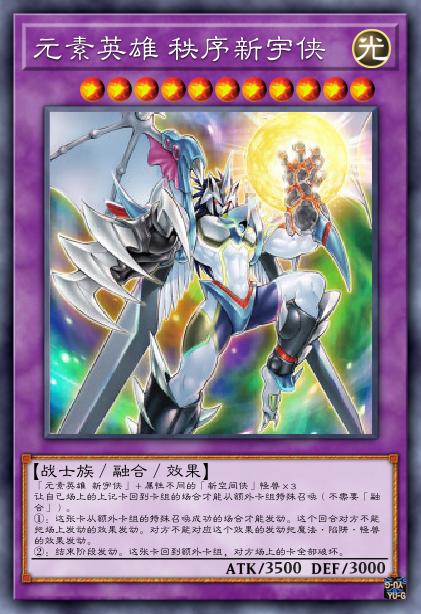 元素英雄 秩序新宇侠
光
【战士族／融合／效果】
「元素英雄 新宇侠」＋属性不同的「新空间侠」怪兽×3
让自己场上的上记卡回到卡组的场合才能从额外卡组特殊召唤（不需要「融
合」）。
①：这张卡从额外卡组的特殊召唤成功的场合才能发动。这个回合对方不能
把场上发动的效果发动。对方不能对应这个效果的发动把魔法·陷阱·怪兽
的效果发动。
②：结束阶段发动。这张卡回到额外卡组，对方场上的卡全部破坏。
ATK/3500 DEF/3000
YU-G